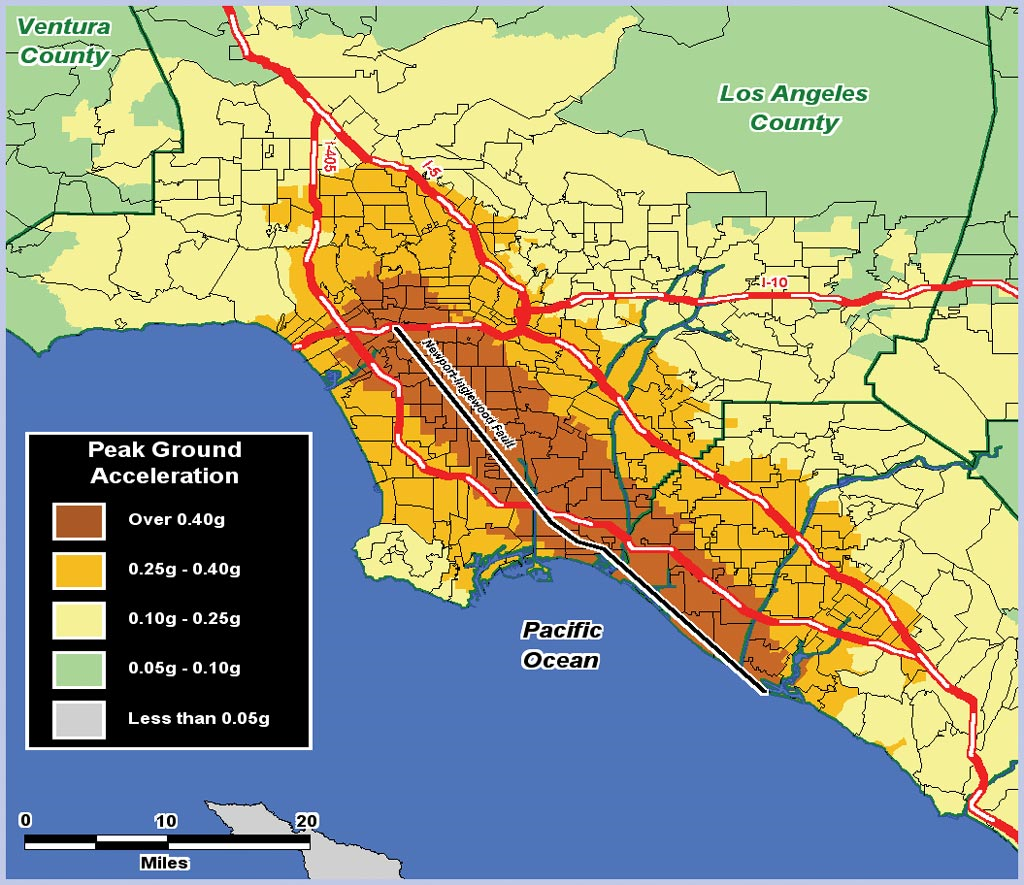 Ventura
County
Los Angeles
County
I-405
I-5
I-10
Newport-Inglewood Fault
Peak Ground
Acceleration
Over 0.40g
0.25g - 0.40g
0.10g - 0.25g
0.05g - 0.10g
Less than 0.05g
Pacific
Ocean
0 10 20
Miles